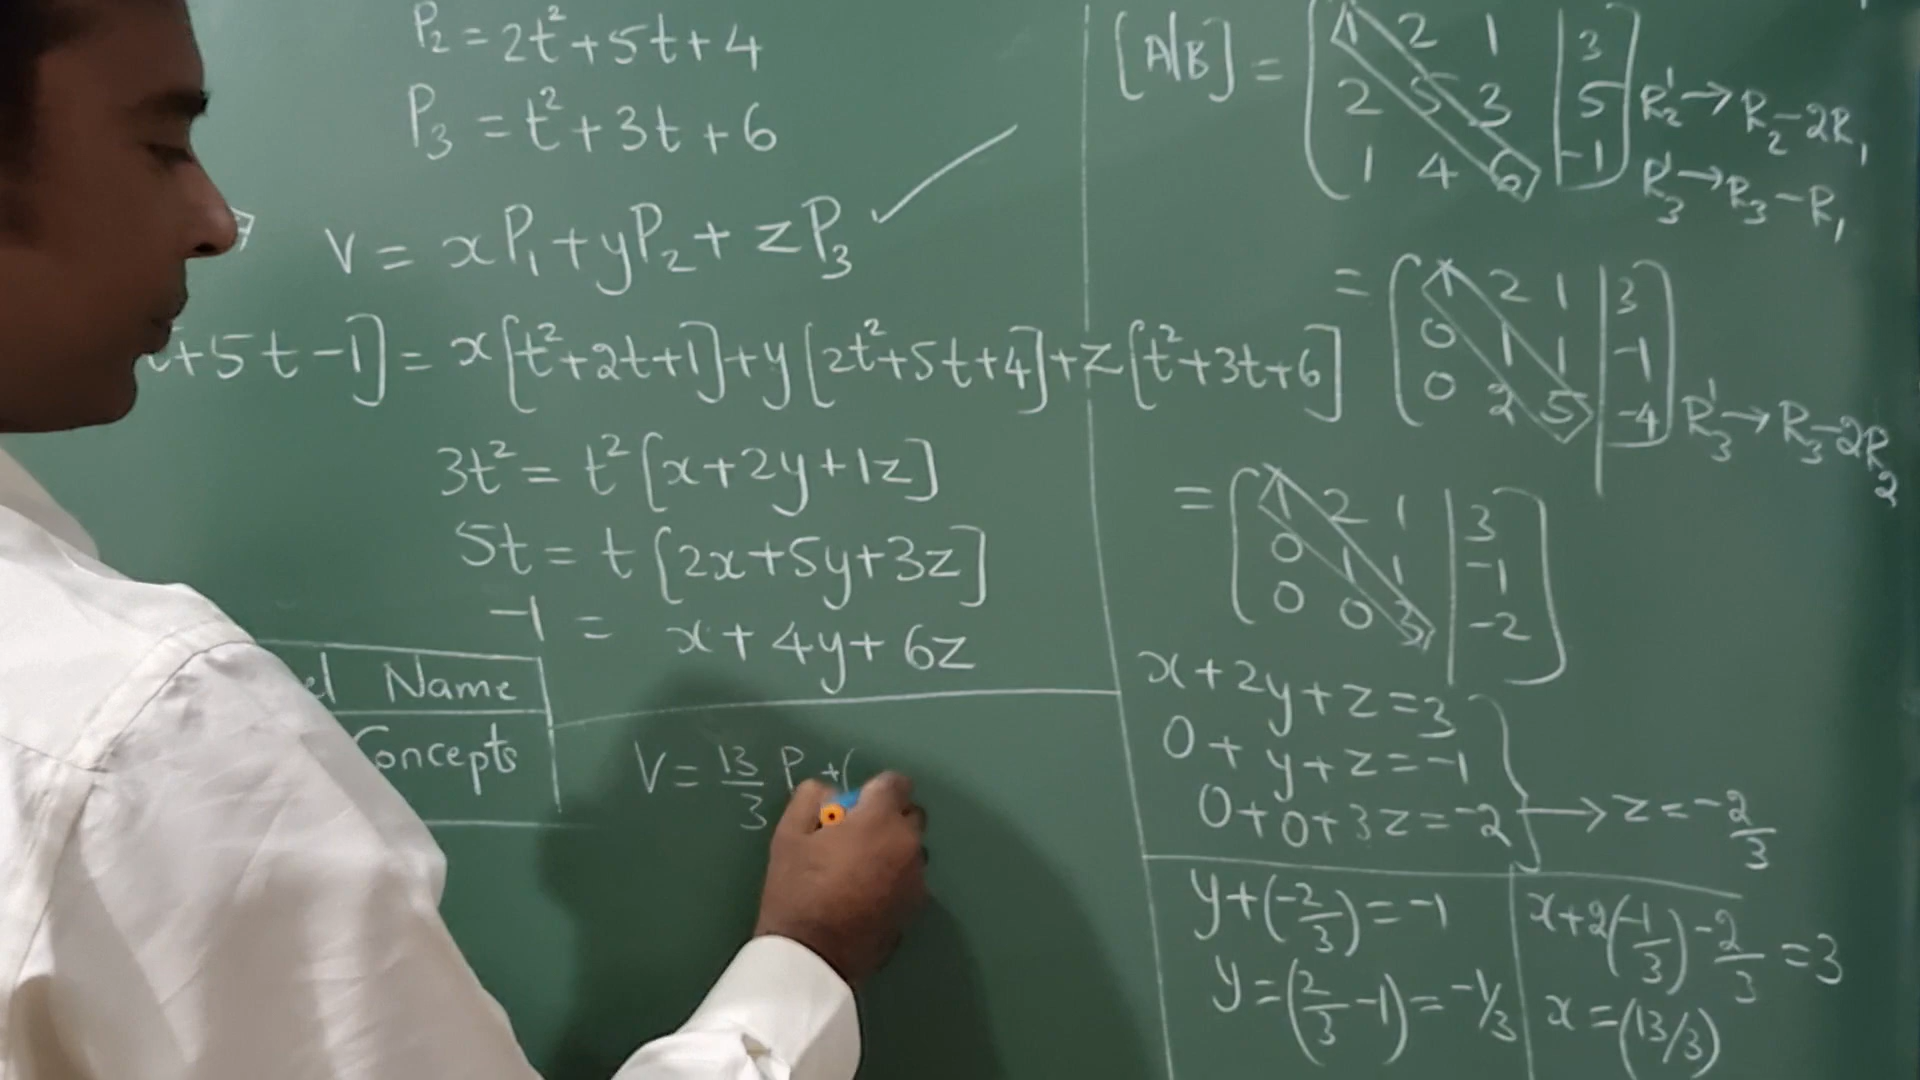 P₂ = 2t² + 5t + 4
P₃ = t² + 3t + 6
V = xP₁ + yP₂ + zP₃ ✓
+5t-1] = x[t²+2t+1]+y[2t²+5t+4]+z[t²+3t+6]
3t² = t²[x+2y+1z]
5t = t[2x+5y+3z]
-1 = x+4y+6z
Name
Concepts
V = 13/3 P +(
[A|B] = [1 2 1 | 3]
[2 5 3 | 5] R₂' → R₂-2R₁
[1 4 6 | -1] R₃' → R₃-R₁
= [1 2 1 | 3]
[0 1 1 | -1]
[0 2 5 | -4] R₃' → R₃-2R₂
= [1 2 1 | 3]
[0 1 1 | -1]
[0 0 3 | -2]
x+2y+z=3
0+y+z=-1
0+0+3z=-2 → z=-2/3
y+(-2/3)=-1
y=(2/3-1)=-1/3
x+2(-1/3)-2/3=3
x=(13/3)